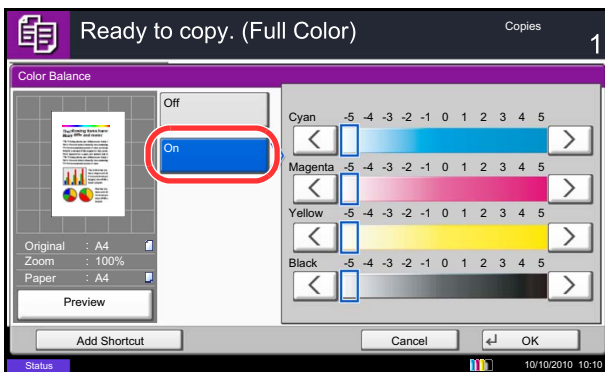 Ready to copy. (Full Color)
Copies
1
Color Balance
Off
On
Original : A4
Zoom : 100%
Paper : A4
Preview
Cyan -5 -4 -3 -2 -1 0 1 2 3 4 5
Magenta -5 -4 -3 -2 -1 0 1 2 3 4 5
Yellow -5 -4 -3 -2 -1 0 1 2 3 4 5
Black -5 -4 -3 -2 -1 0 1 2 3 4 5
Add Shortcut
Cancel
OK
Status
10/10/2010 10:10